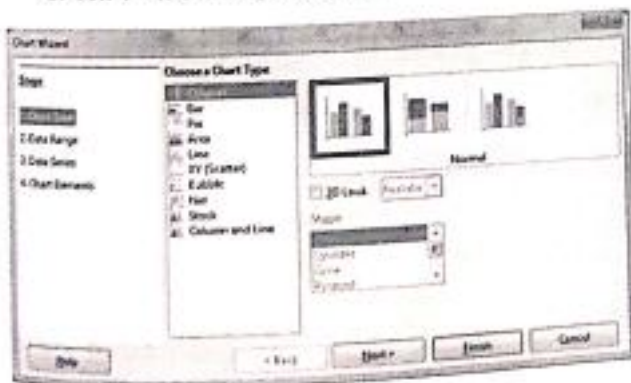 Chart Wizard
Steps
1.Chart Type
2.Data Range
3.Data Series
4.Chart Elements
Choose a Chart Type
Column
Bar
Pie
Area
Line
XY (Scatter)
Bubble
Net
Stock
Column and Line
Normal
3D Look
Realistic
Shape
Cylinder
Cone
Pyramid
Help
< Back
Next >
Finish
Cancel